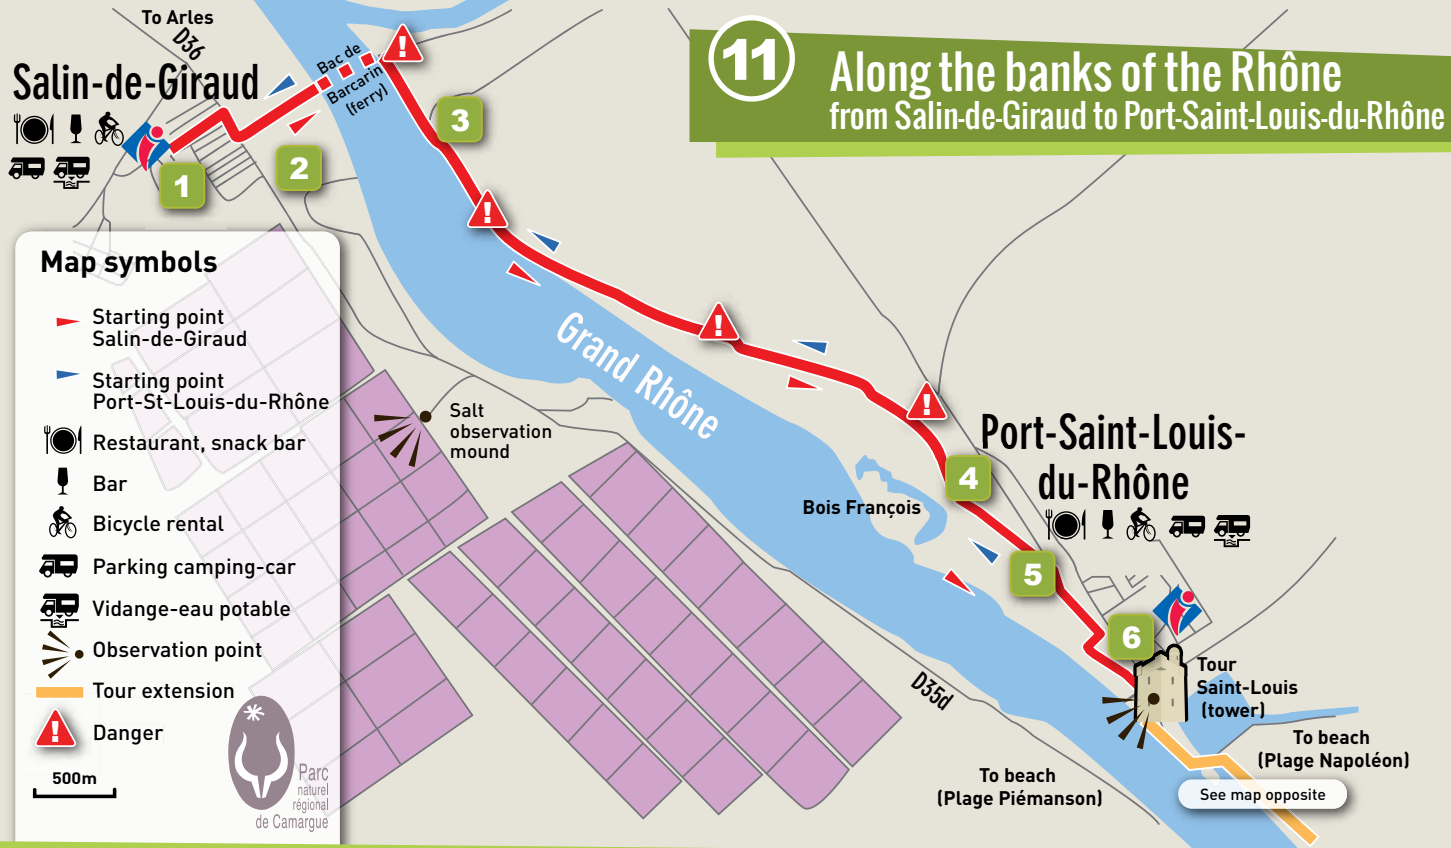 11
Along the banks of the Rhône
from Salin-de-Giraud to Port-Saint-Louis-du-Rhône
To Arles
D36
Salin-de-Giraud
Bac de
Barcarin
(ferry)
!
1
2
3
!
!
!
Grand Rhône
Salt
observation
mound
Bois François
4
Port-Saint-Louis-
du-Rhône
5
6
Tour
Saint-Louis
(tower)
D35d
To beach
(Plage Napoléon)
To beach
(Plage Piémanson)
See map opposite
Map symbols
Starting point
Salin-de-Giraud
Starting point
Port-St-Louis-du-Rhône
Restaurant, snack bar
Bar
Bicycle rental
Parking camping-car
Vidange-eau potable
Observation point
Tour extension
!
Danger
500m
Parc
naturel
régional
de Camargue